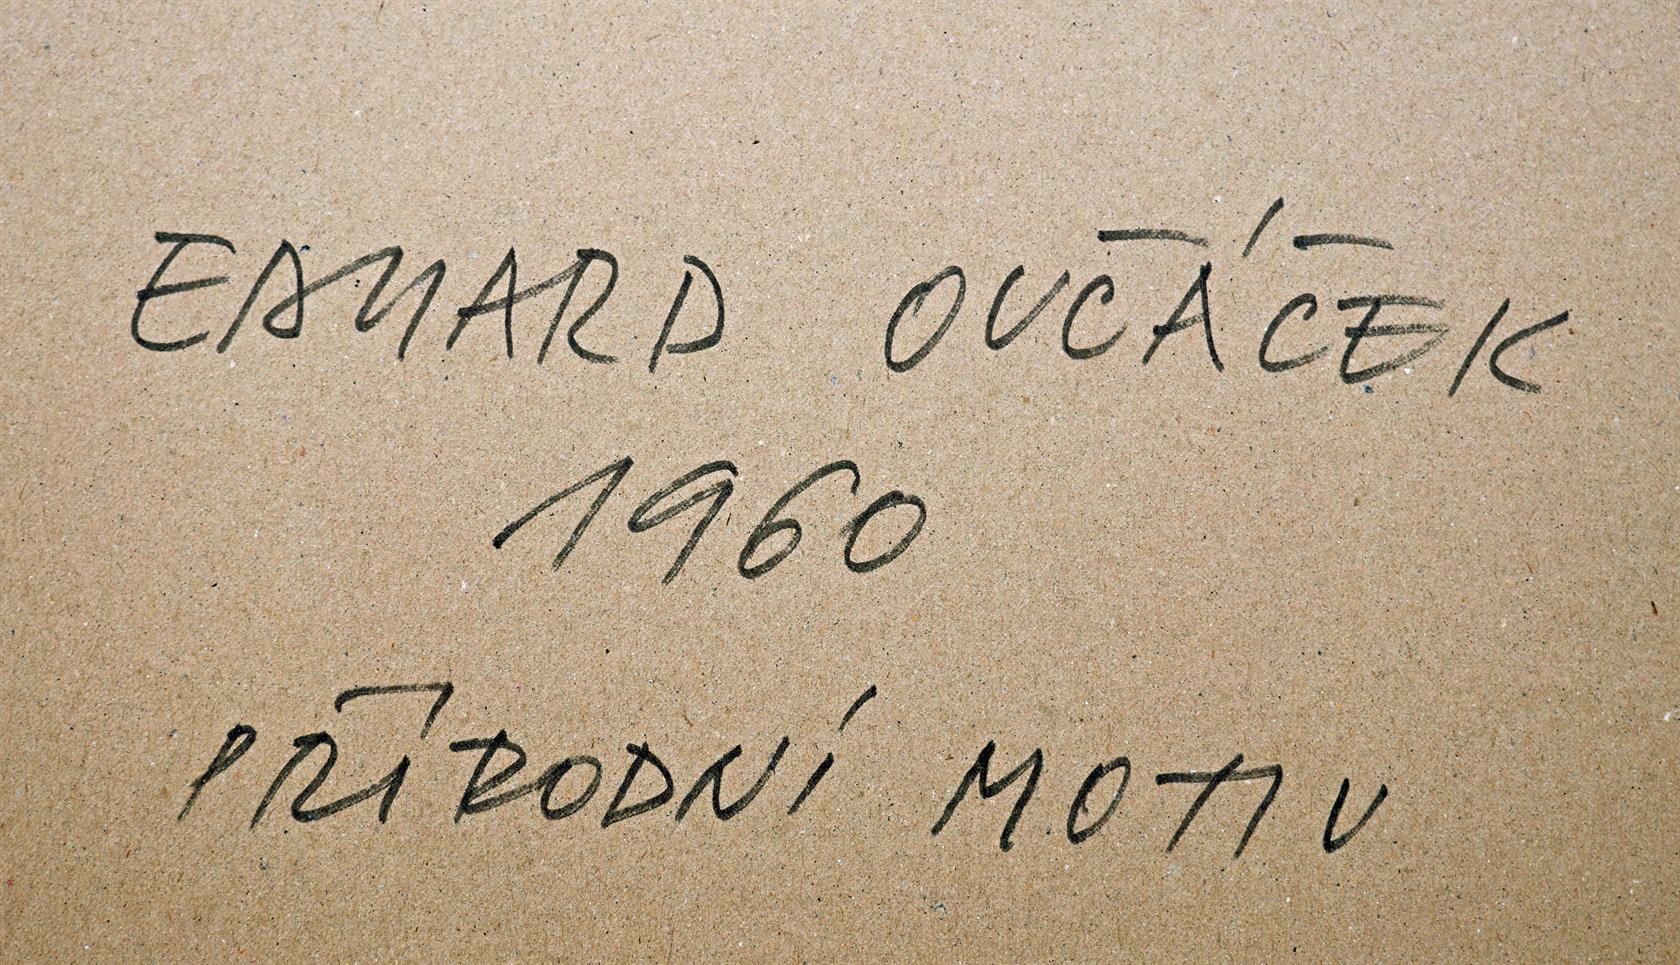 EDUARD OVČÁČEK
1960
PŘÍRODNÍ MOTIV